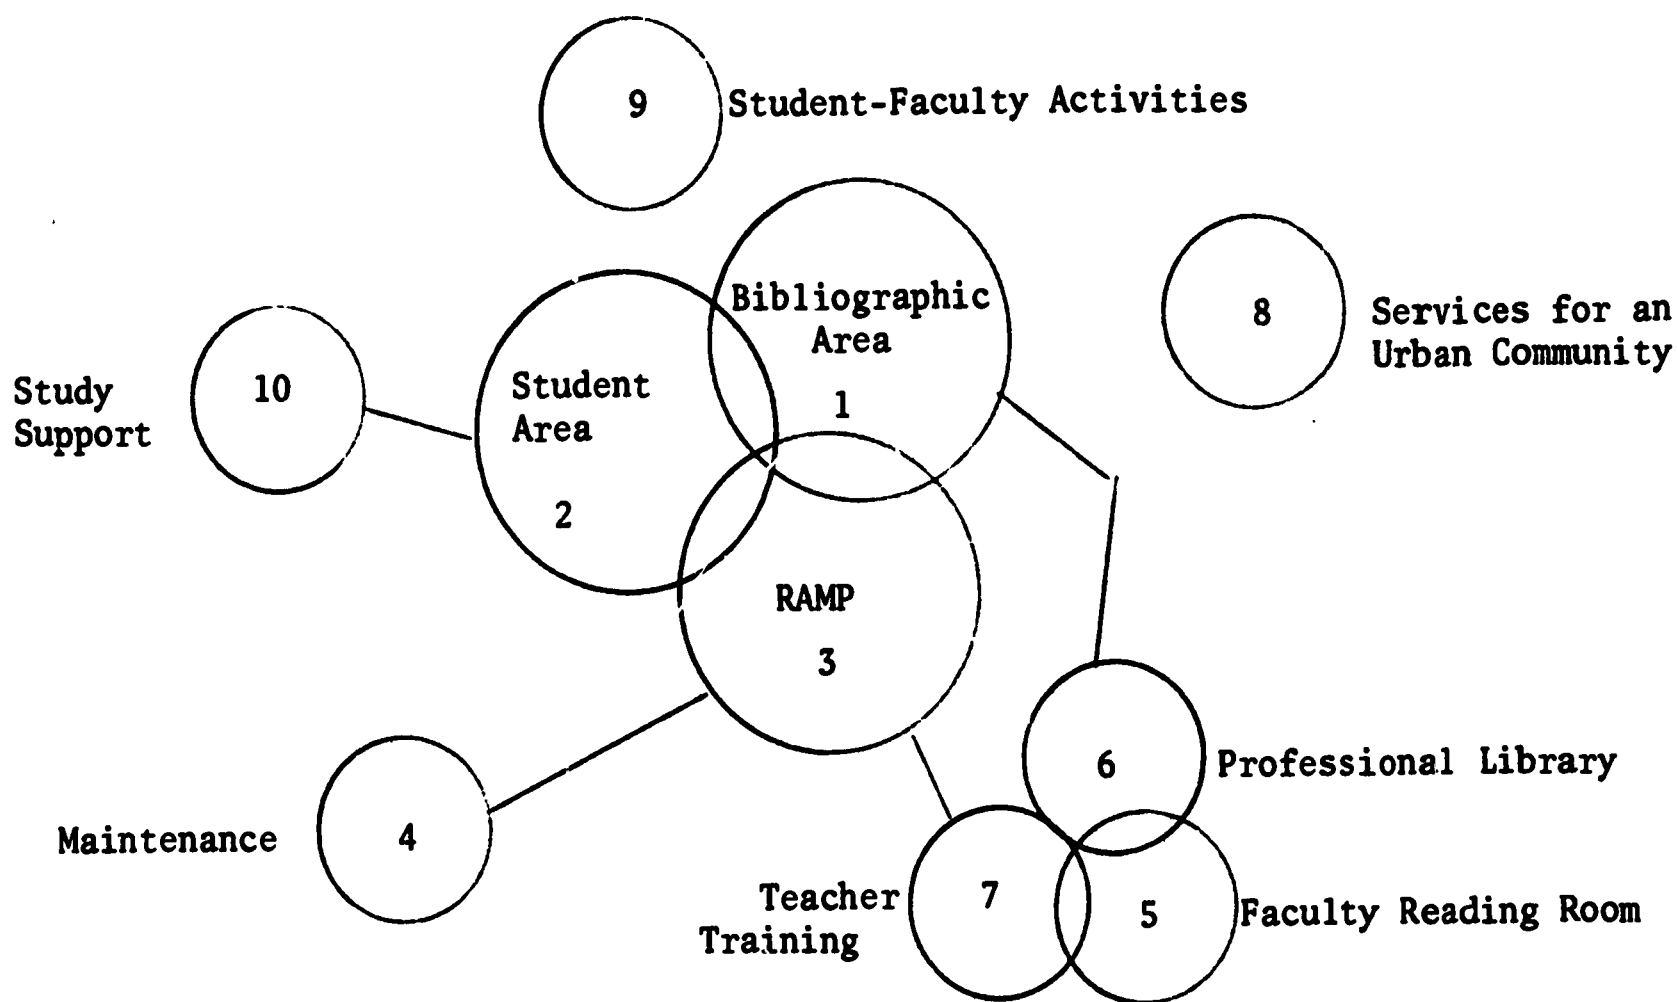 9
Student-Faculty Activities
Bibliographic
Area
1
8
Services for an
Urban Community
Study
Support
10
Student
Area
2
RAMP
3
Maintenance
4
6
Professional Library
Teacher
Training
7
5
Faculty Reading Room